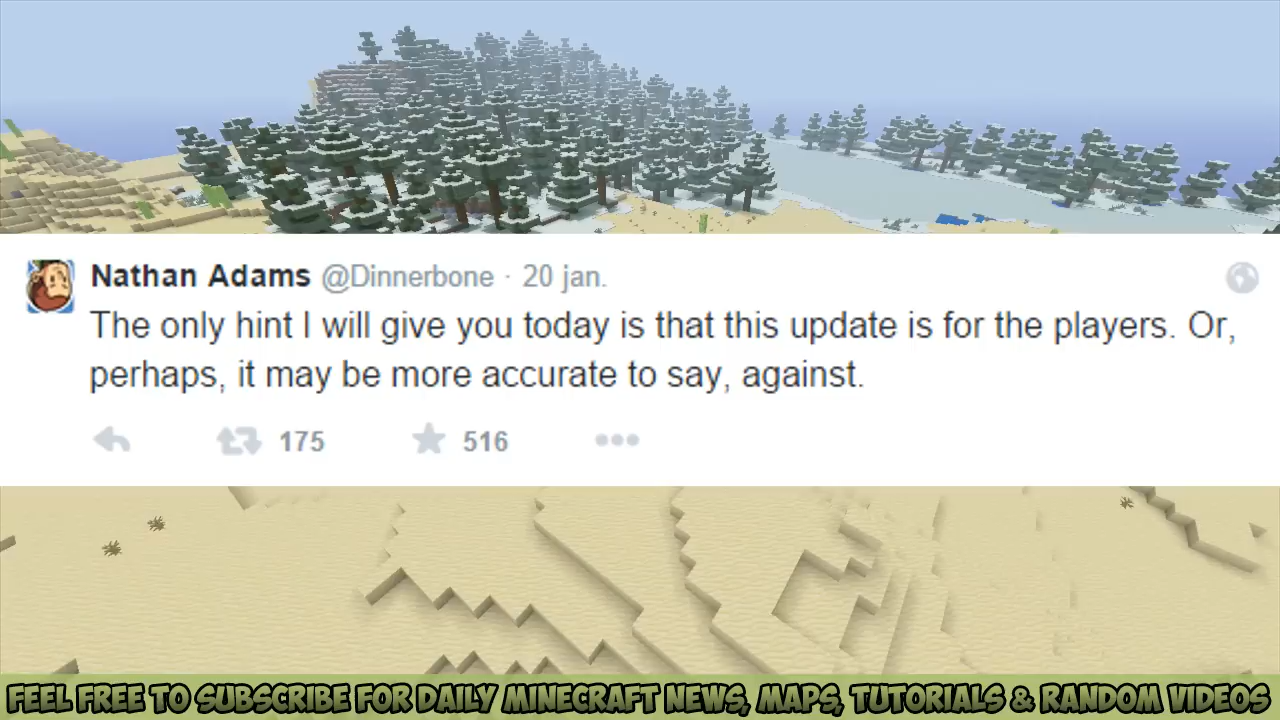 Nathan Adams @Dinnerbone · 20 jan.
The only hint I will give you today is that this update is for the players. Or,
perhaps, it may be more accurate to say, against.
175 516
FEEL FREE TO SUBSCRIBE FOR DAILY MINECRAFT NEWS, MAPS, TUTORIALS & RANDOM VIDEOS